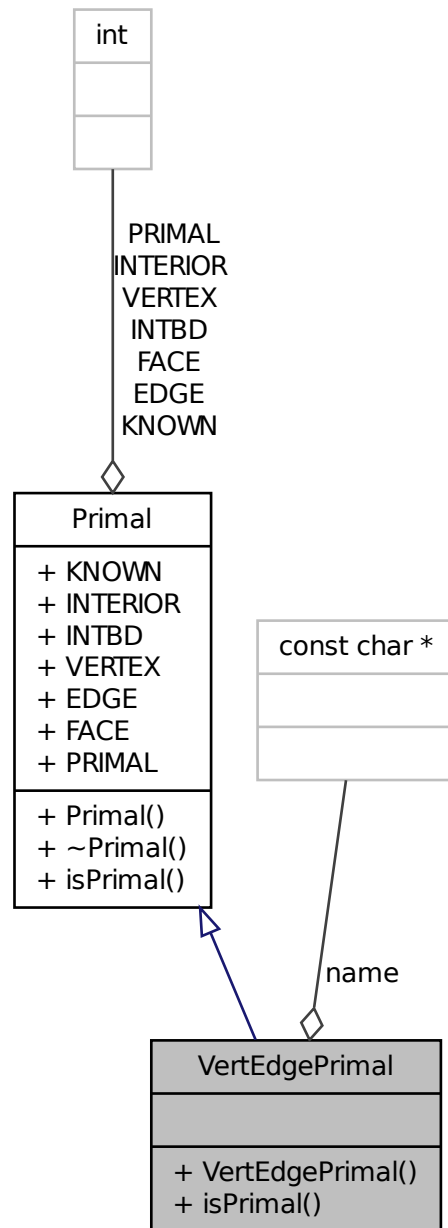 int
PRIMAL
INTERIOR
VERTEX
INTBD
FACE
EDGE
KNOWN
Primal
+ KNOWN
+ INTERIOR
+ INTBD
+ VERTEX
+ EDGE
+ FACE
+ PRIMAL
+ Primal()
+ ~Primal()
+ isPrimal()
const char *
name
VertEdgePrimal
+ VertEdgePrimal()
+ isPrimal()